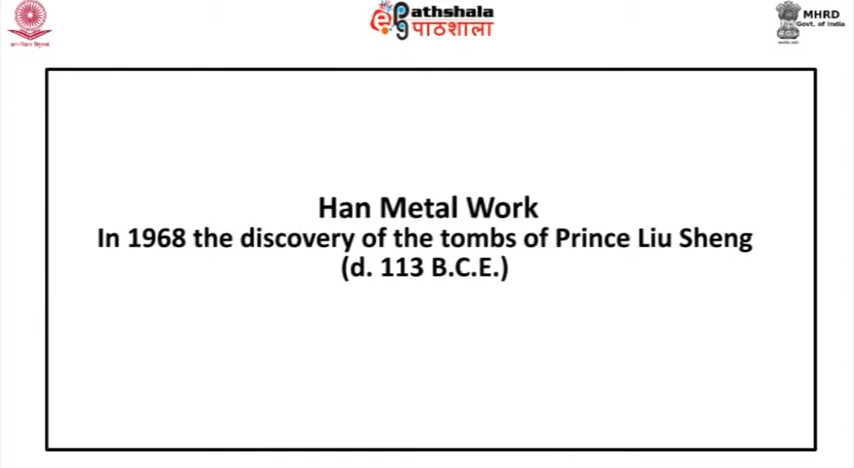 ePathshala
पाठशाला
MHRD
Govt. of India
Han Metal Work
In 1968 the discovery of the tombs of Prince Liu Sheng
(d. 113 B.C.E.)